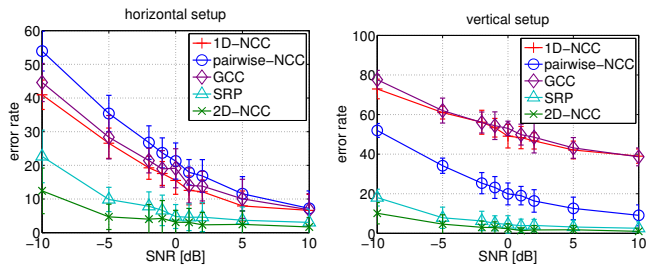 horizontal setup
60
50
40
30
20
10
0
error rate
1D−NCC
pairwise−NCC
GCC
SRP
2D−NCC
−10
−5
0
5
10
SNR [dB]
vertical setup
100
80
60
40
20
0
error rate
1D−NCC
pairwise−NCC
GCC
SRP
2D−NCC
−10
−5
0
5
10
SNR [dB]